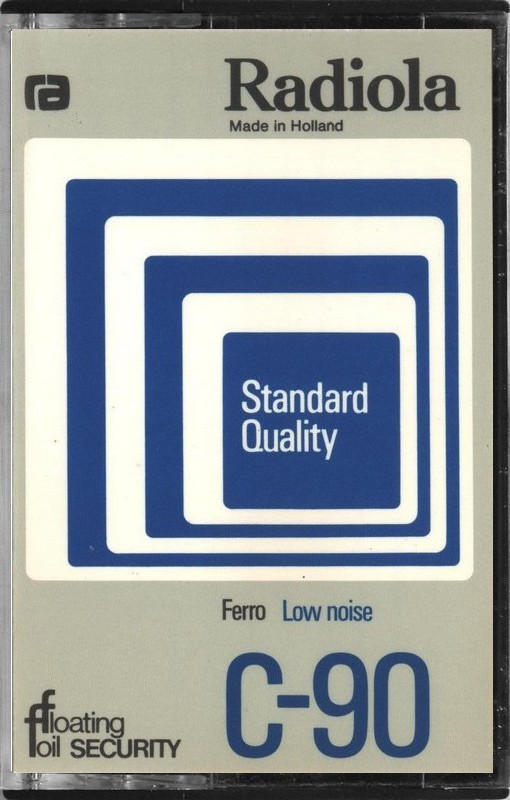 ra
Radiola
Made in Holland
Standard
Quality
Ferro Low noise
C-90
floating
foil SECURITY